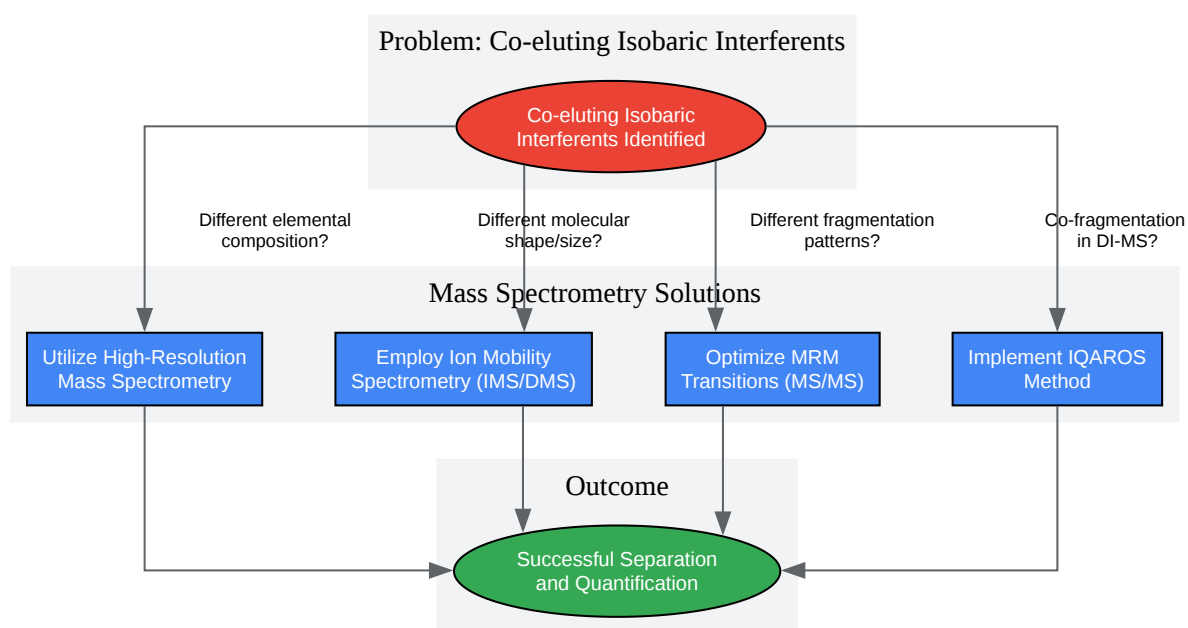 Problem: Co-eluting Isobaric Interferents
Co-eluting Isobaric
Interferents Identified
Different elemental
composition?
Different molecular
shape/size?
Different fragmentation
patterns?
Co-fragmentation
in DI-MS?
Mass Spectrometry Solutions
Utilize High-Resolution
Mass Spectrometry
Employ Ion Mobility
Spectrometry (IMS/DMS)
Optimize MRM
Transitions (MS/MS)
Implement IQAROS
Method
Outcome
Successful Separation
and Quantification